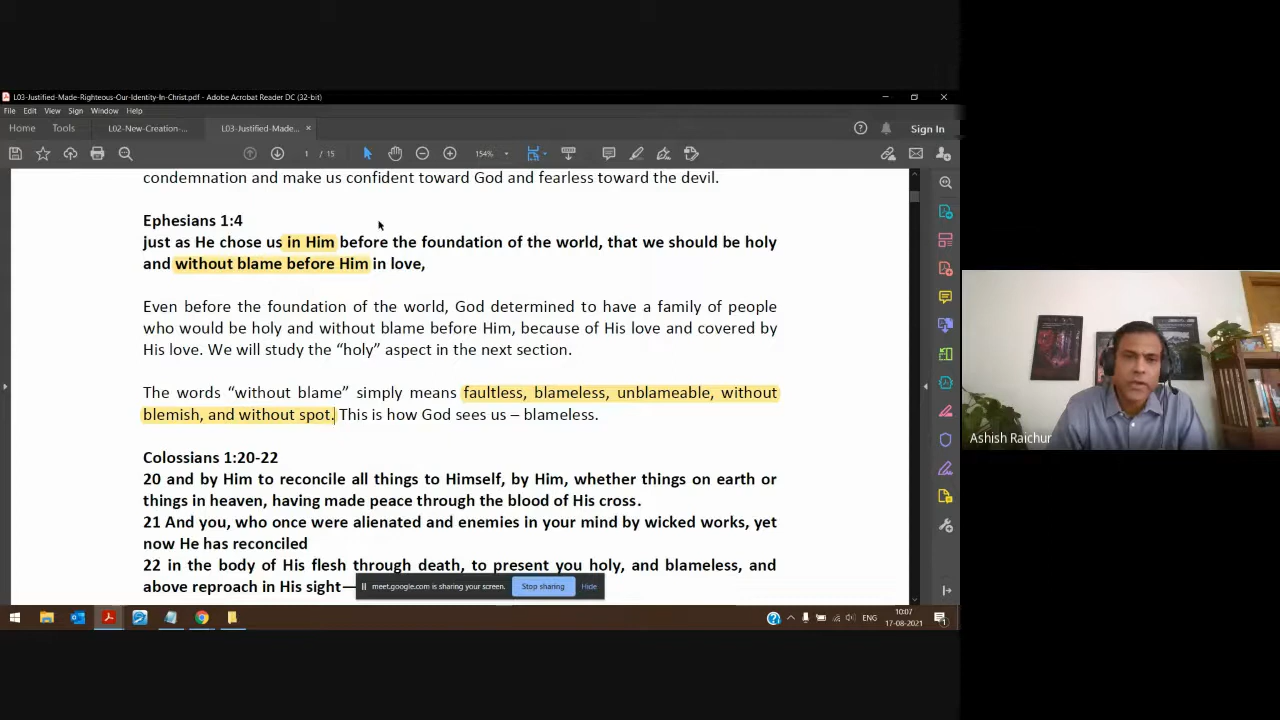 L03-Justified-Made-Righteous-Our-Identity-In-Christ.pdf - Adobe Acrobat Reader DC (32-bit)
File Edit View Sign Window Help
Home Tools L02-New-Creation-... L03-Justified-Made... × Sign In
1 / 15 154%
condemnation and make us confident toward God and fearless toward the devil.
Ephesians 1:4
just as He chose us in Him before the foundation of the world, that we should be holy
and without blame before Him in love,
Even before the foundation of the world, God determined to have a family of people
who would be holy and without blame before Him, because of His love and covered by
His love. We will study the “holy” aspect in the next section.
The words “without blame” simply means faultless, blameless, unblameable, without
blemish, and without spot. This is how God sees us – blameless.
Colossians 1:20-22
20 and by Him to reconcile all things to Himself, by Him, whether things on earth or
things in heaven, having made peace through the blood of His cross.
21 And you, who once were alienated and enemies in your mind by wicked works, yet
now He has reconciled
22 in the body of His flesh through death, to present you holy, and blameless, and
above reproach in His sight—
meet.google.com is sharing your screen. Stop sharing Hide
ENG 10:07
17-08-2021
Ashish Raichur